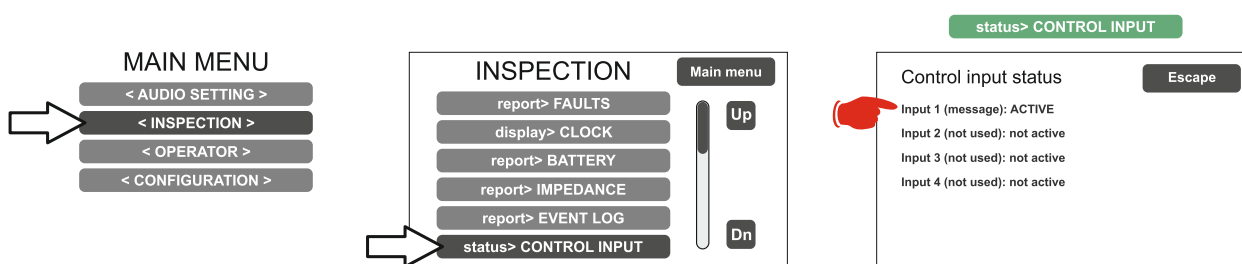 status> CONTROL INPUT
MAIN MENU
< AUDIO SETTING >
< INSPECTION >
< OPERATOR >
< CONFIGURATION >
INSPECTION
Main menu
report> FAULTS
display> CLOCK
report> BATTERY
report> IMPEDANCE
report> EVENT LOG
status> CONTROL INPUT
Up
Dn
Control input status
Escape
Input 1 (message): ACTIVE
Input 2 (not used): not active
Input 3 (not used): not active
Input 4 (not used): not active